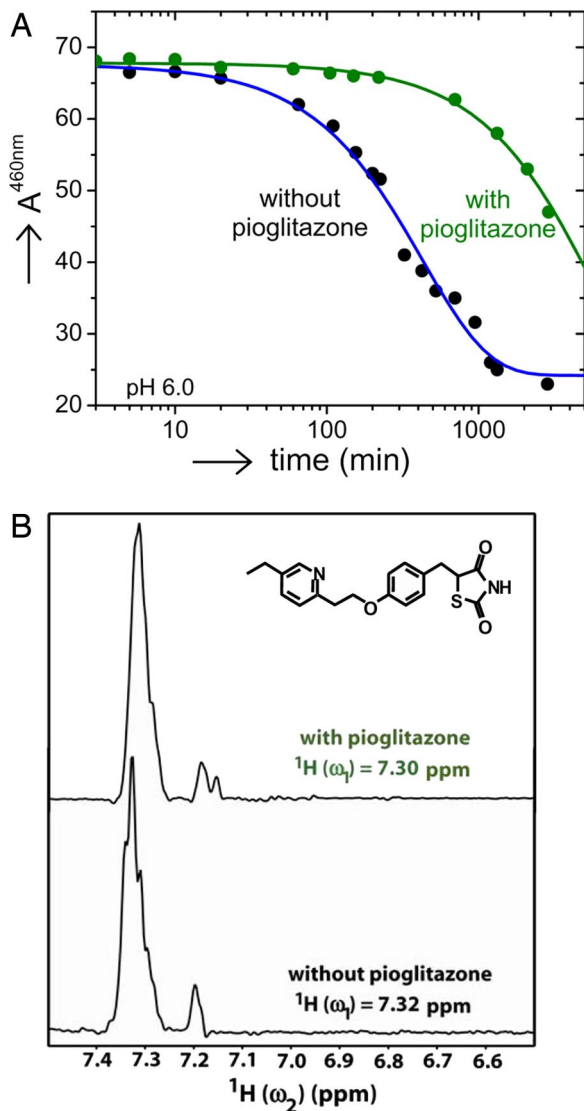 A
A460nm
70
60
50
40
30
20
without
pioglitazone
with
pioglitazone
pH 6.0
10 100 1000
time (min)
B
N
O
O
S
NH
O
with pioglitazone
¹H (ω₁) = 7.30 ppm
without pioglitazone
¹H (ω₁) = 7.32 ppm
7.4 7.3 7.2 7.1 7.0 6.9 6.8 6.7 6.6
¹H (ω₂) (ppm)